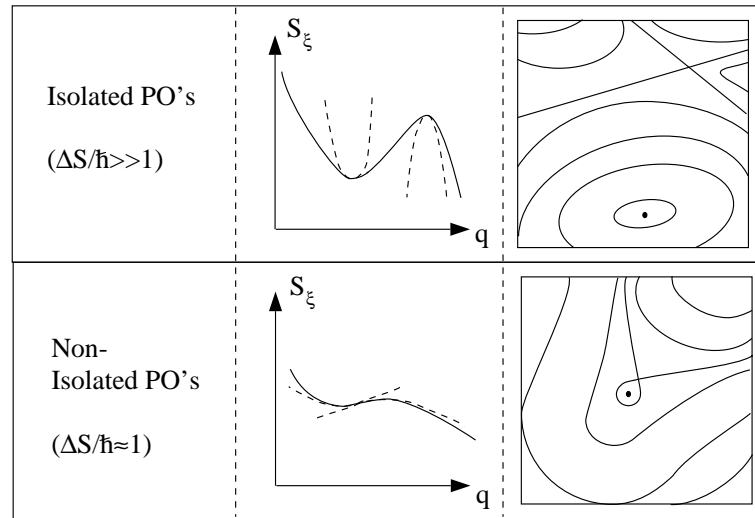 Isolated PO's
(ΔS/ħ>>1)
S_ξ
q
Non-
Isolated PO's
(ΔS/ħ≈1)
S_ξ
q